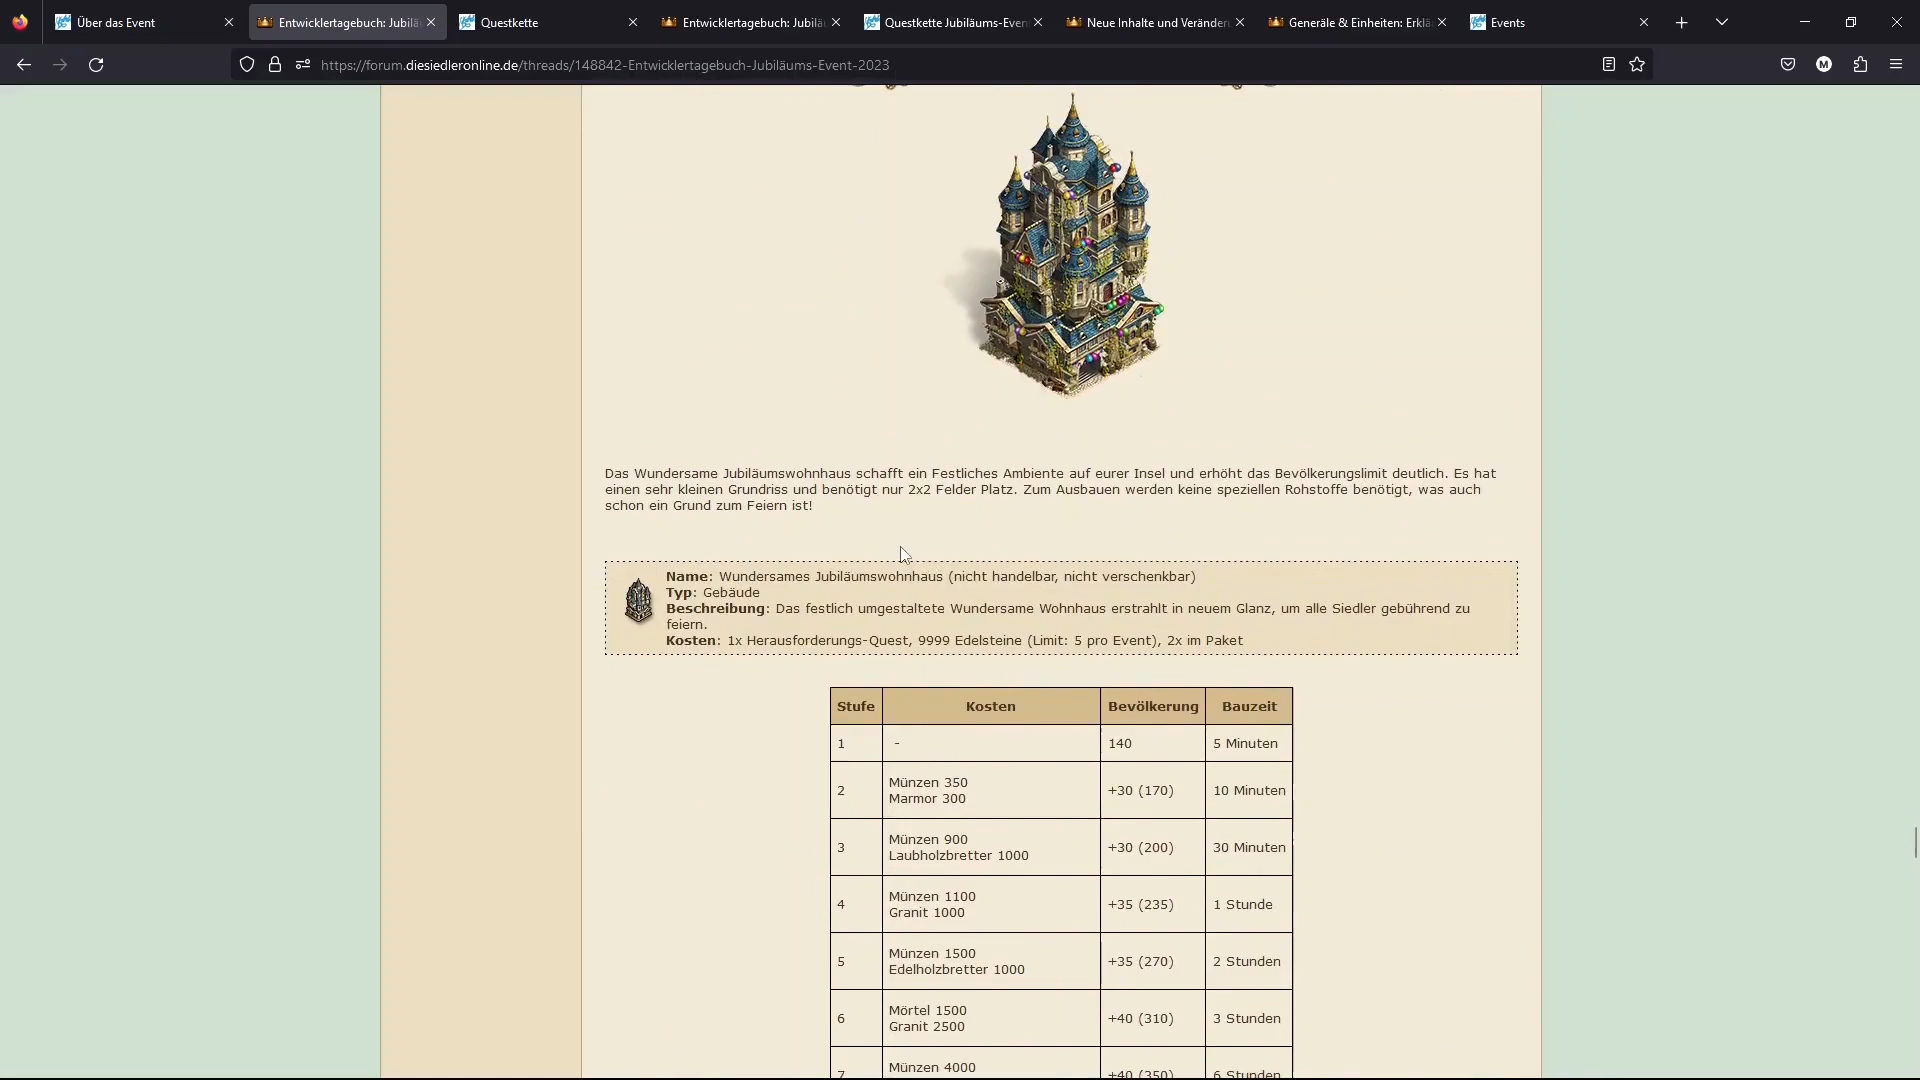 Über das Event
Entwicklertagebuch: Jubilä
Questkette
Entwicklertagebuch: Jubilä
Questkette Jubiläums-Even
Neue Inhalte und Veränder
Generäle & Einheiten: Erklä
Events
https://forum.diesiedleronline.de/threads/148842-Entwicklertagebuch-Jubiläums-Event-2023
M
Das Wundersame Jubiläumswohnhaus schafft ein Festliches Ambiente auf eurer Insel und erhöht das Bevölkerungslimit deutlich. Es hat
einen sehr kleinen Grundriss und benötigt nur 2x2 Felder Platz. Zum Ausbauen werden keine speziellen Rohstoffe benötigt, was auch
schon ein Grund zum Feiern ist!
Name: Wundersames Jubiläumswohnhaus (nicht handelbar, nicht verschenkbar)
Typ: Gebäude
Beschreibung: Das festlich umgestaltete Wundersame Wohnhaus erstrahlt in neuem Glanz, um alle Siedler gebührend zu
feiern.
Kosten: 1x Herausforderungs-Quest, 9999 Edelsteine (Limit: 5 pro Event), 2x im Paket
Stufe Kosten Bevölkerung Bauzeit
1 - 140 5 Minuten
2 Münzen 350 +30 (170) 10 Minuten
Marmor 300
3 Münzen 900 +30 (200) 30 Minuten
Laubholzbretter 1000
4 Münzen 1100 +35 (235) 1 Stunde
Granit 1000
5 Münzen 1500 +35 (270) 2 Stunden
Edelholzbretter 1000
6 Mörtel 1500 +40 (310) 3 Stunden
Granit 2500
7 Münzen 4000 +40 (350) 6 Stunden